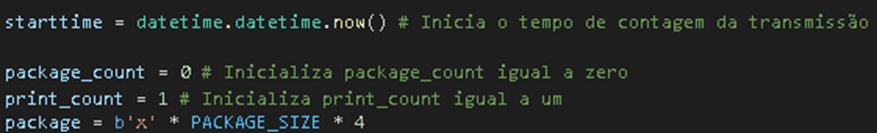 starttime = datetime.datetime.now() # Inicia o tempo de contagem da transmissão
package_count = 0 # Inicializa package_count igual a zero
print_count = 1 # Inicializa print_count igual a um
package = b'x' * PACKAGE_SIZE * 4